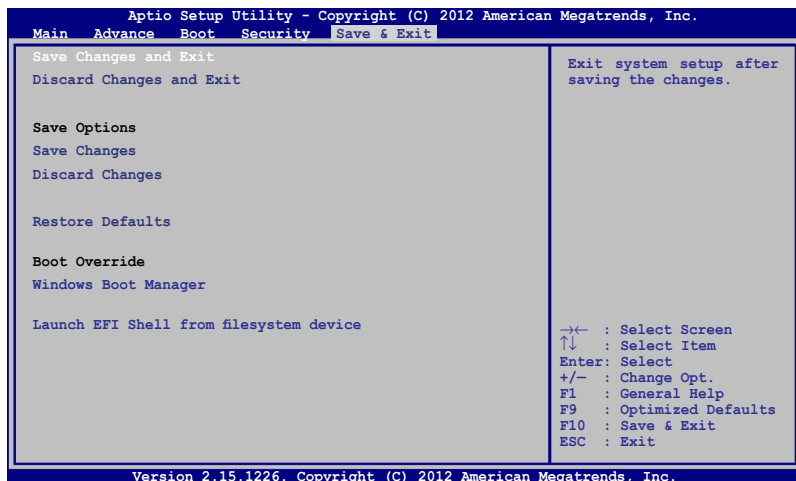 Aptio Setup Utility - Copyright (C) 2012 American Megatrends, Inc.
Main Advance Boot Security Save & Exit
Save Changes and Exit
Discard Changes and Exit
Save Options
Save Changes
Discard Changes
Restore Defaults
Boot Override
Windows Boot Manager
Launch EFI Shell from filesystem device
Exit system setup after
saving the changes.
→← : Select Screen
↑↓ : Select Item
Enter: Select
+/— : Change Opt.
F1 : General Help
F9 : Optimized Defaults
F10 : Save & Exit
ESC : Exit
Version 2.15.1226. Copyright (C) 2012 American Megatrends, Inc.